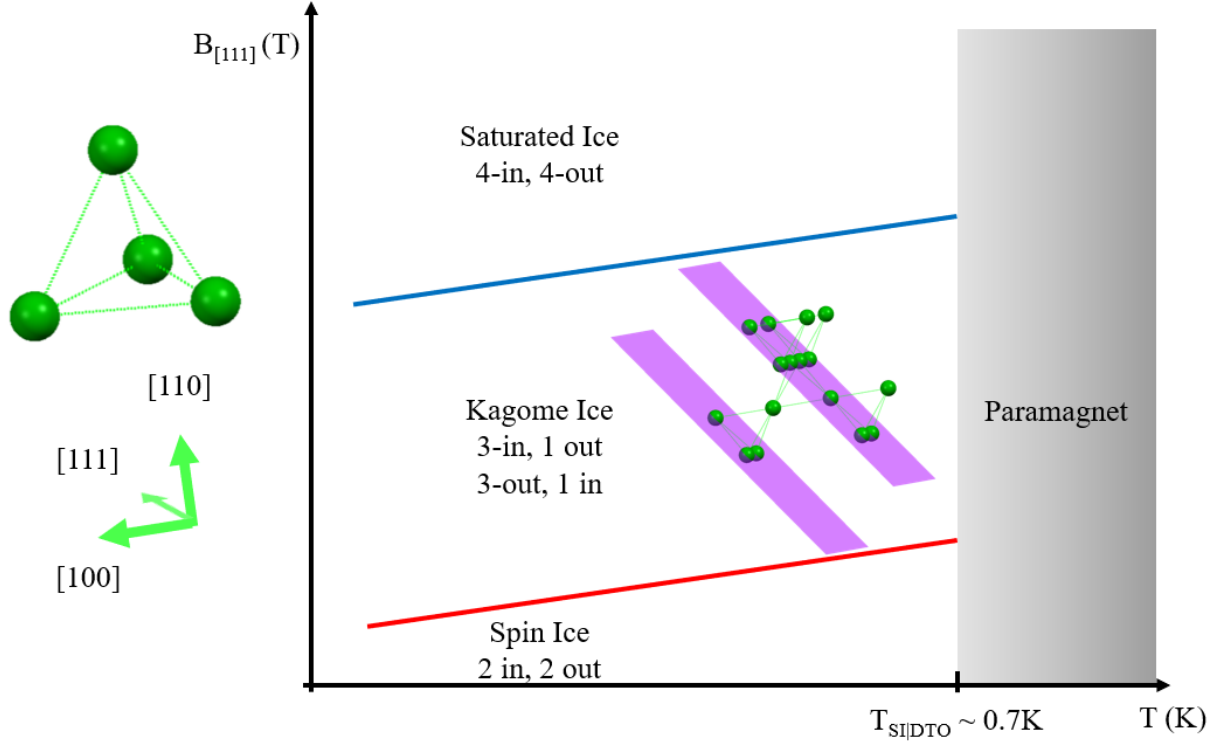 B[111] (T)
Saturated Ice
4-in, 4-out
[110]
[111]
[100]
Kagome Ice
3-in, 1 out
3-out, 1 in
Paramagnet
Spin Ice
2 in, 2 out
TSI|DTO ~ 0.7K
T (K)